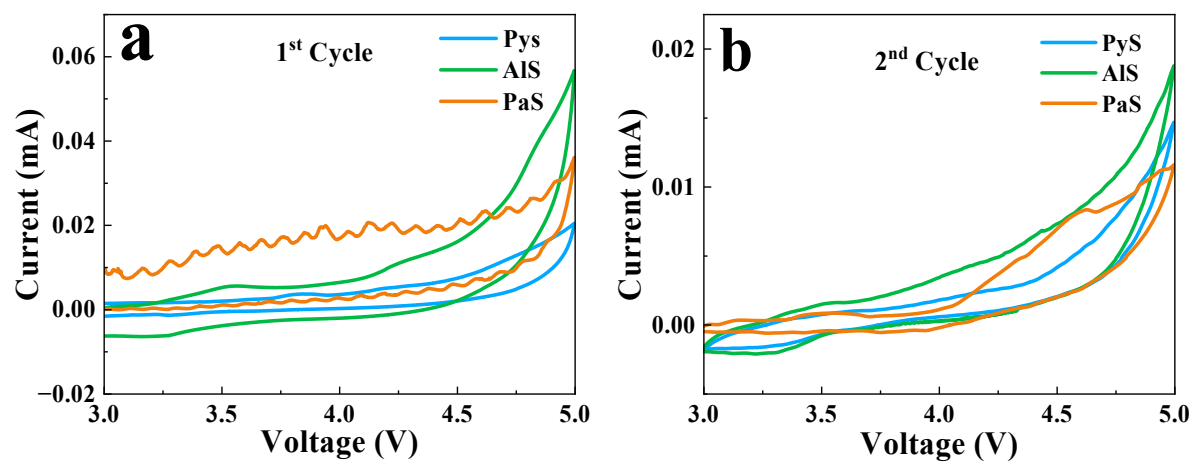 a
1st Cycle
Pys
AlS
PaS
Current (mA)
0.06
0.04
0.02
0.00
−0.02
3.0 3.5 4.0 4.5 5.0
Voltage (V)
b
2nd Cycle
PyS
AlS
PaS
Current (mA)
0.02
0.01
0.00
3.0 3.5 4.0 4.5 5.0
Voltage (V)